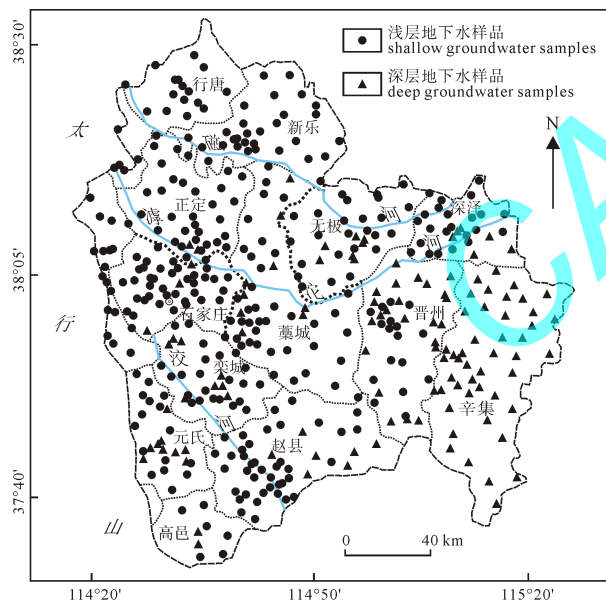 38°30′
38°05′
37°40′
浅层地下水样品
shallow groundwater samples
深层地下水样品
deep groundwater samples
N
行唐
新乐
太
正定
无极
河
深泽
河
行
石家庄
藁城
晋州
洨
栾城
辛集
元氏
河
赵县
山
高邑
0
40 km
114°20′
114°50′
115°20′
CA